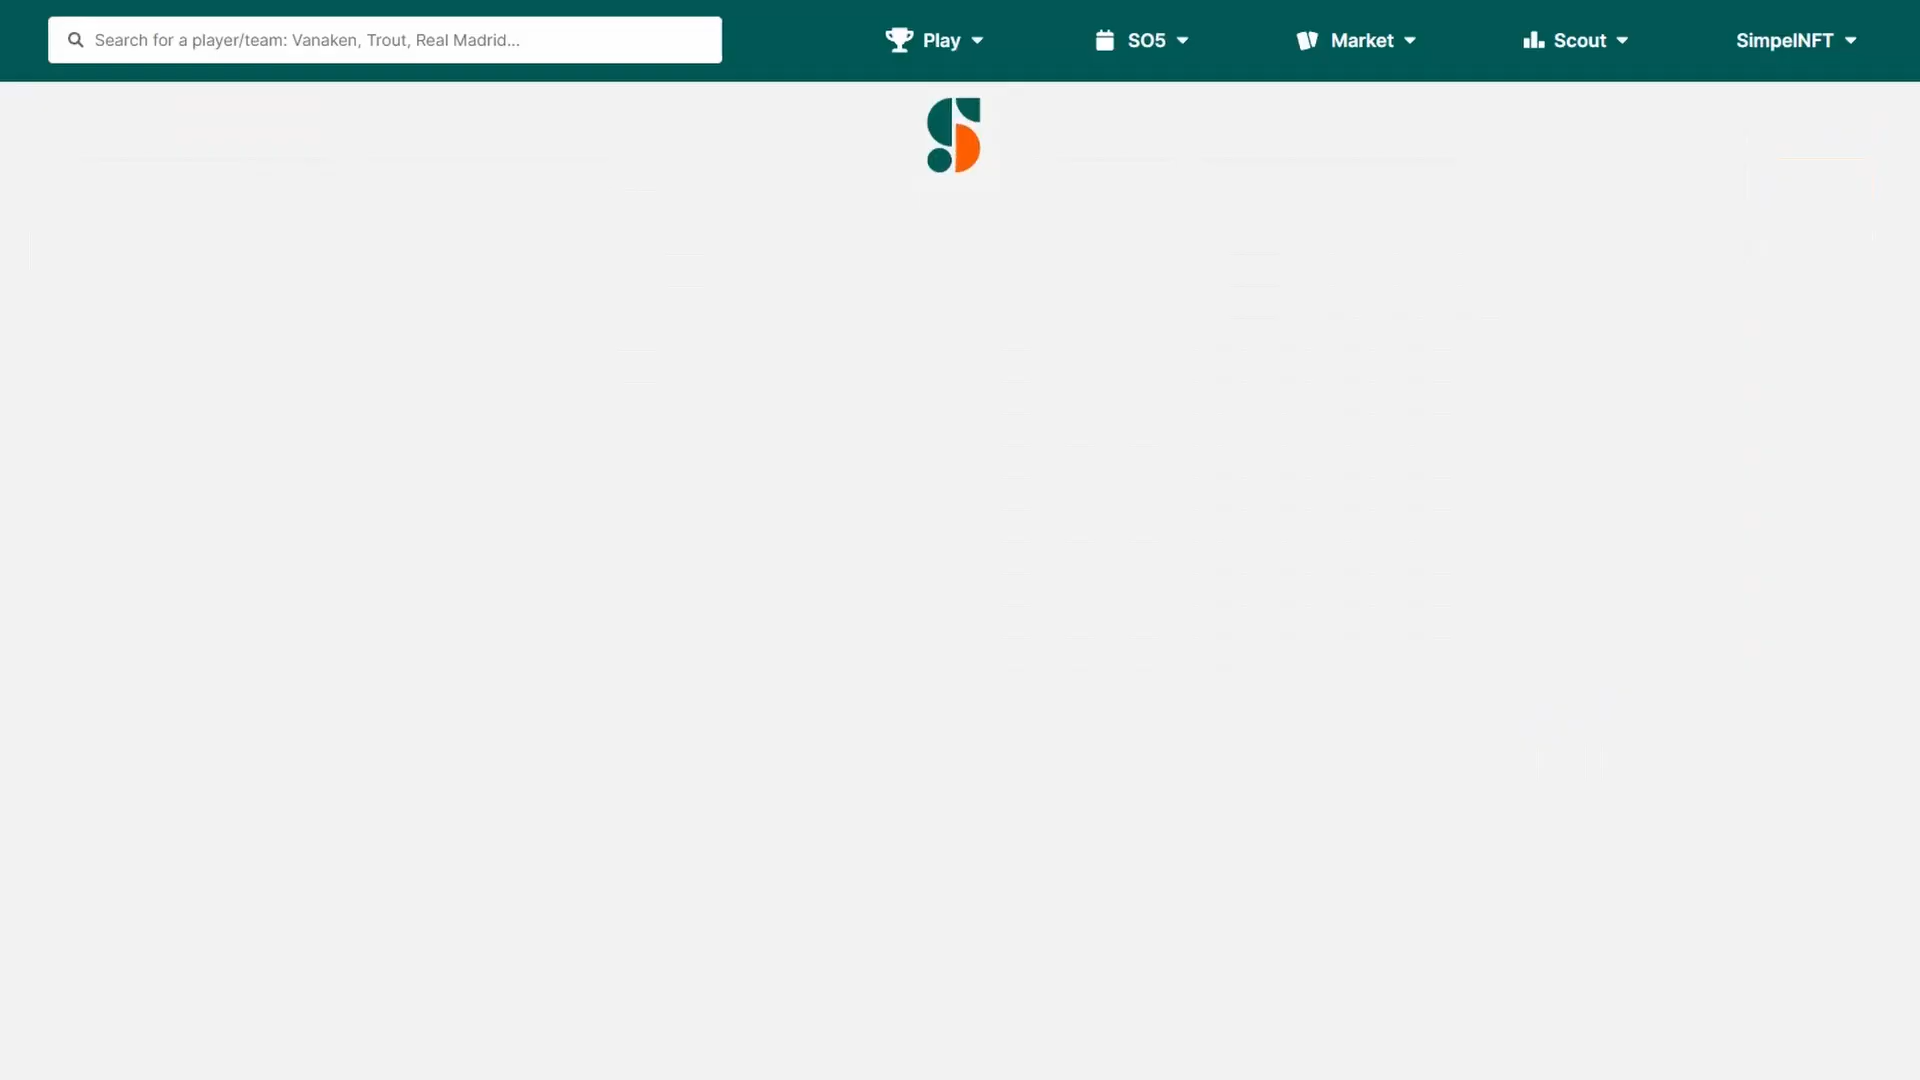 Search for a player/team: Vanaken, Trout, Real Madrid...
Play
SO5
Market
Scout
SimpelNFT